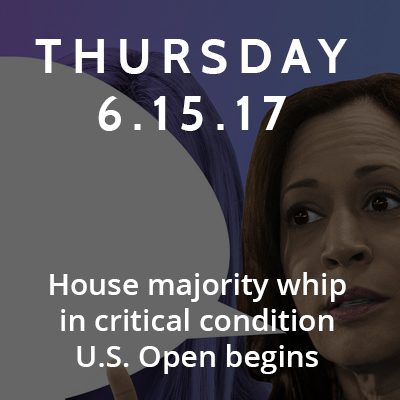 THURSDAY
6.15.17
House majority whip
in critical condition
U.S. Open begins